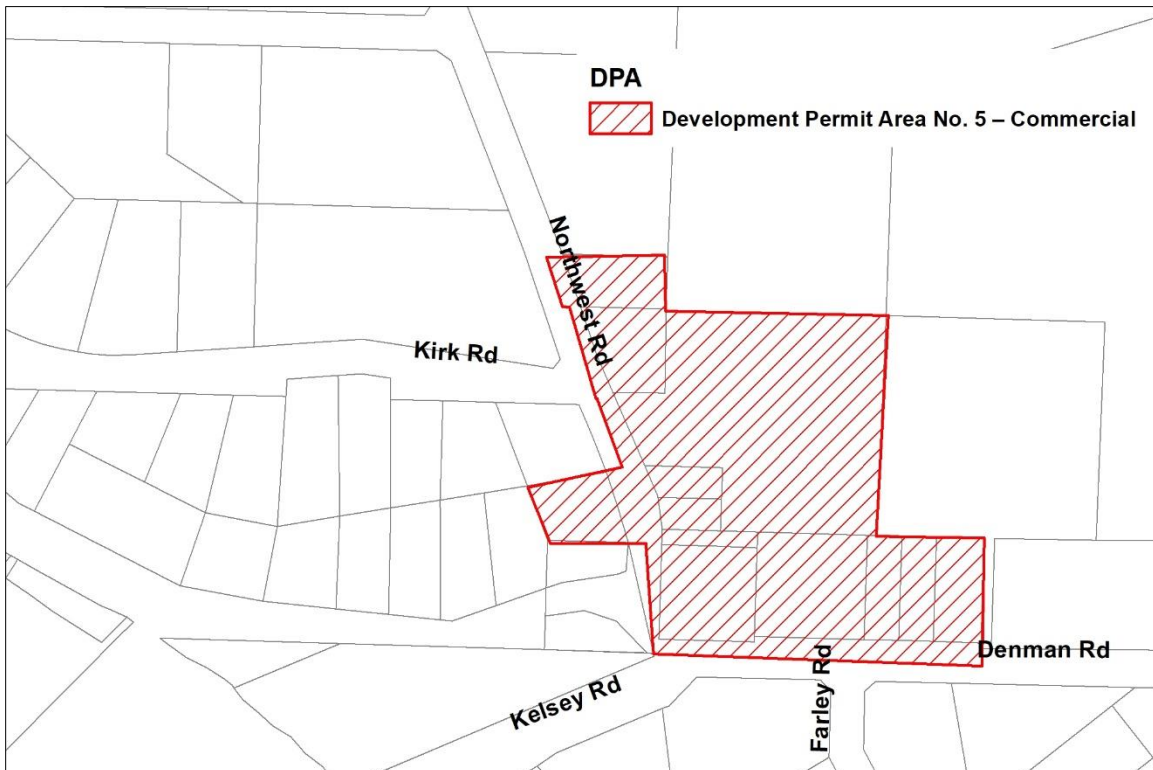 DPA
Development Permit Area No. 5 – Commercial
Northwest Rd
Kirk Rd
Denman Rd
Kelsey Rd
Farley Rd